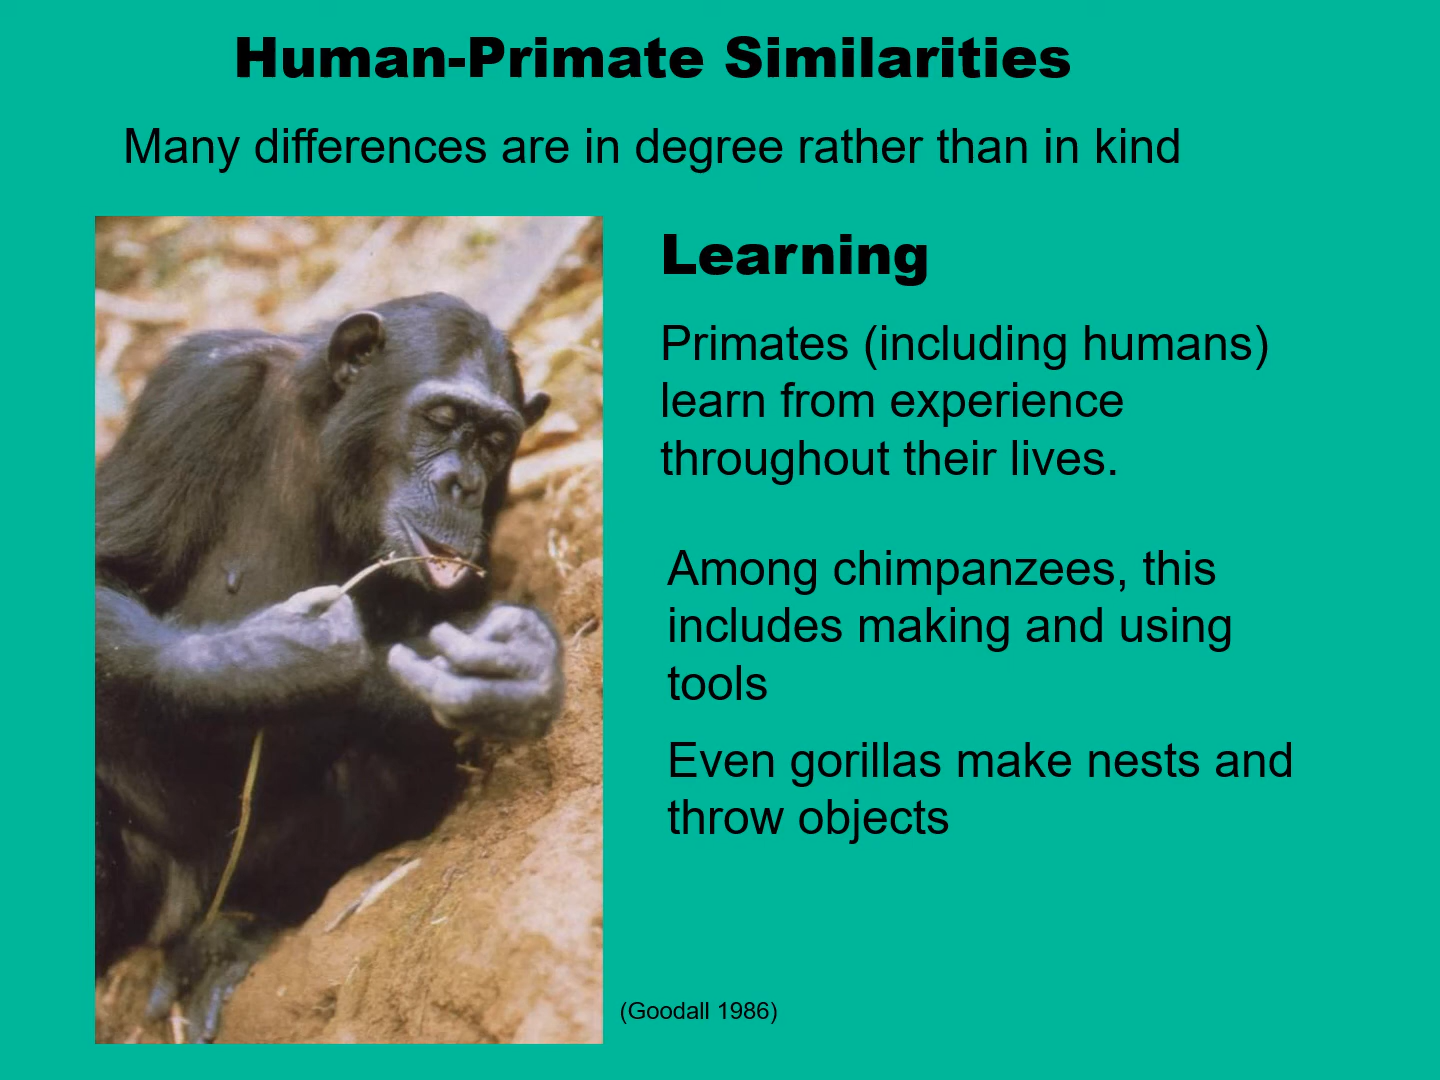 Human-Primate Similarities
Many differences are in degree rather than in kind
Learning
Primates (including humans)
learn from experience
throughout their lives.
Among chimpanzees, this
includes making and using
tools
Even gorillas make nests and
throw objects
(Goodall 1986)